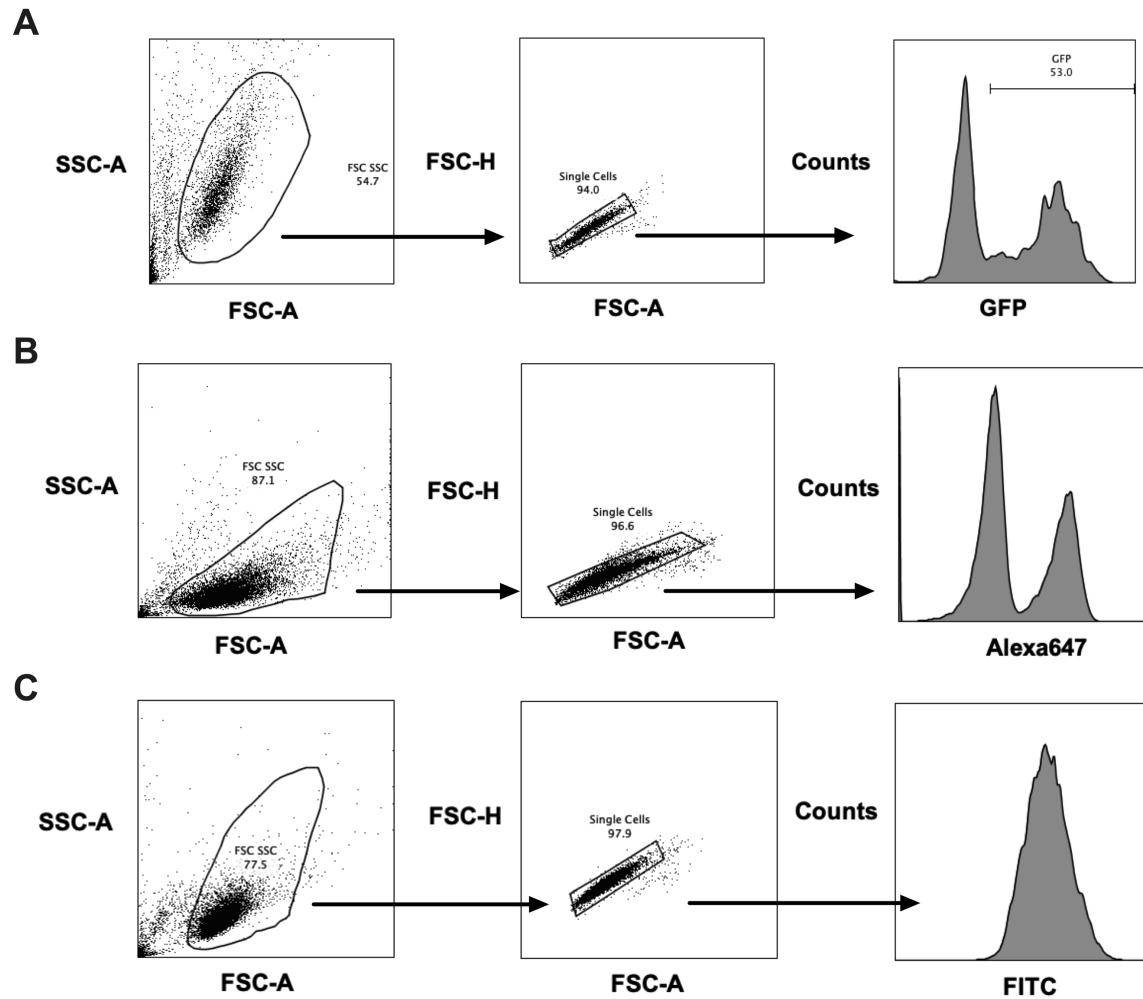 A
SSC-A
FSC SSC
54.7
FSC-A
FSC-H
Single Cells
94.0
FSC-A
Counts
GFP
53.0
GFP
B
SSC-A
FSC SSC
87.1
FSC-A
FSC-H
Single Cells
96.6
FSC-A
Counts
Alexa647
C
SSC-A
FSC SSC
77.5
FSC-A
FSC-H
Single Cells
97.9
FSC-A
Counts
FITC